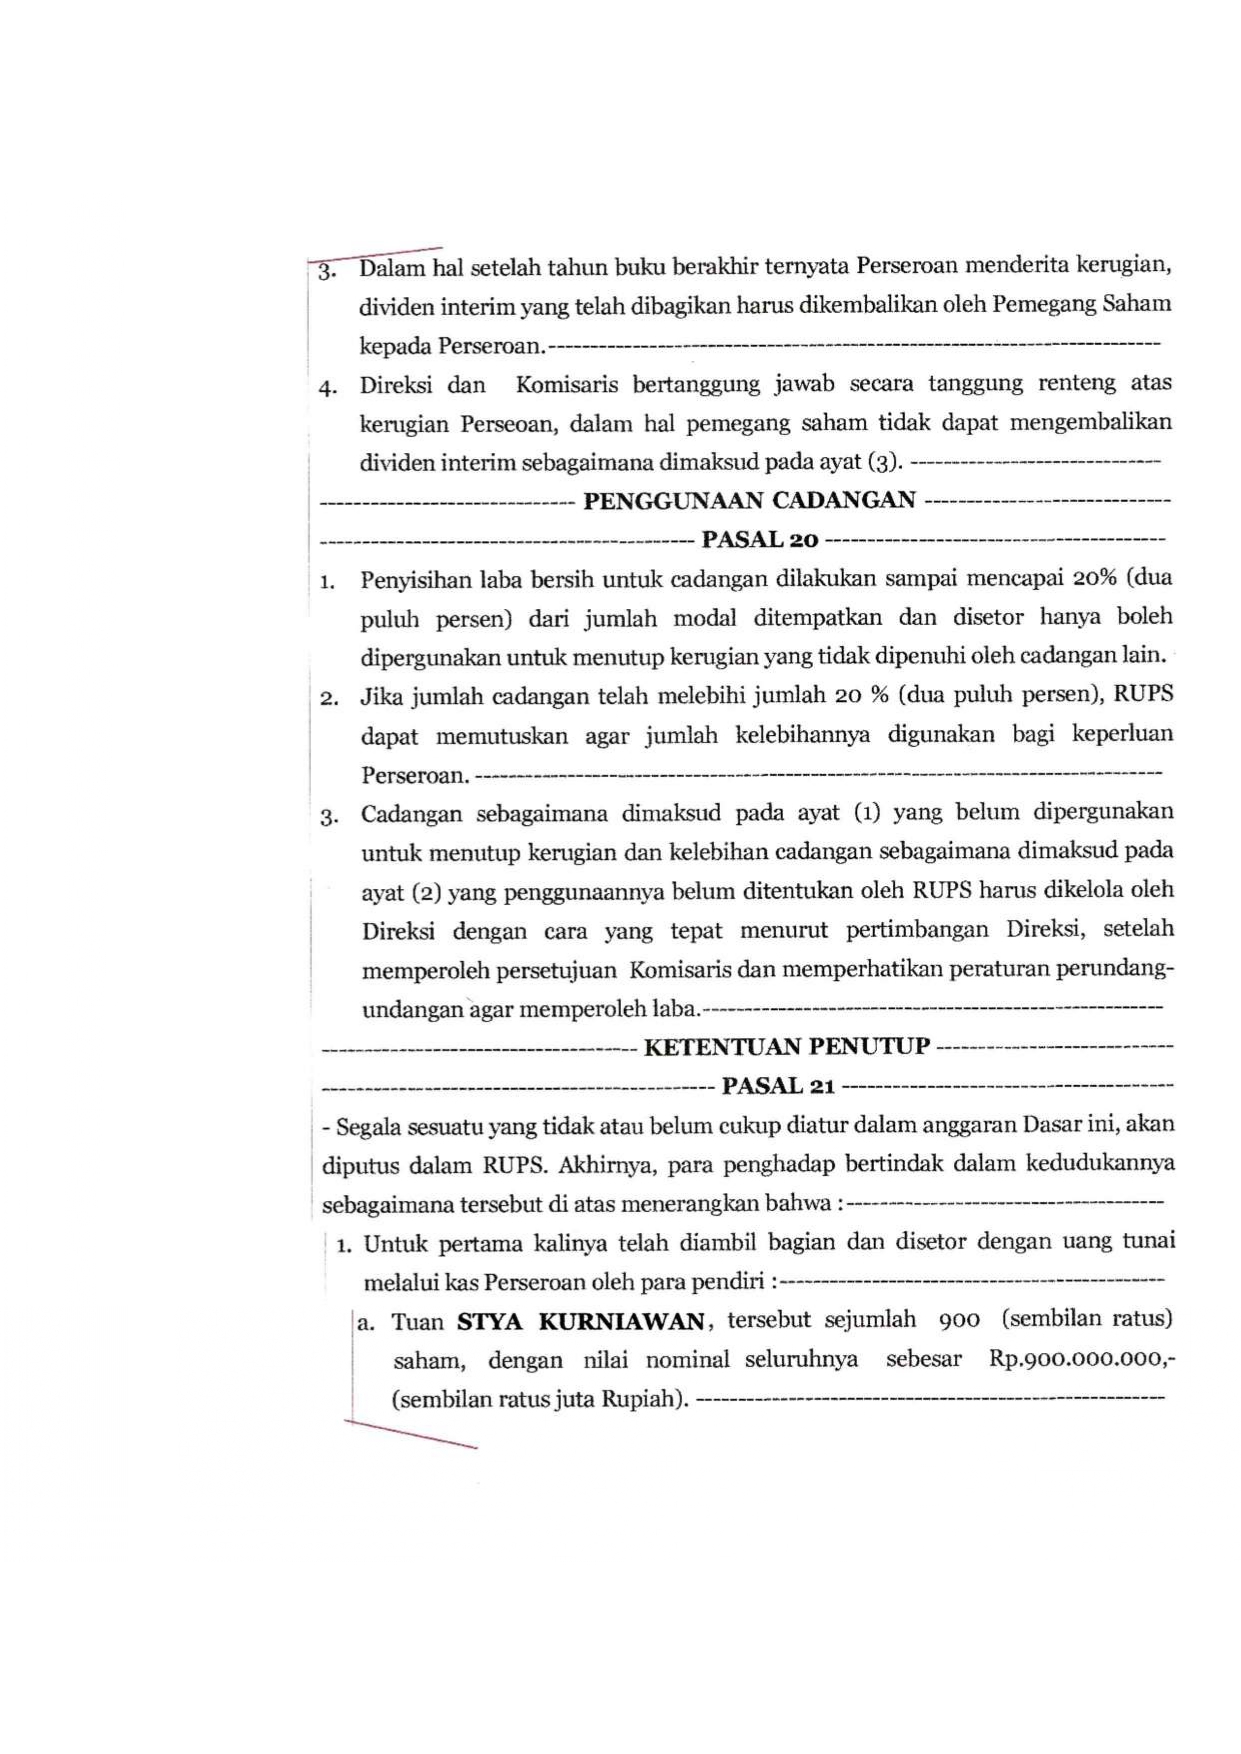 3. Dalam hal setelah tahun buku berakhir ternyata Perseroan menderita kerugian,
dividen interim yang telah dibagikan harus dikembalikan oleh Pemegang Saham
kepada Perseroan.------------------------------------------------------------------------
4. Direksi dan Komisaris bertanggung jawab secara tanggung renteng atas
kerugian Perseoan, dalam hal pemegang saham tidak dapat mengembalikan
dividen interim sebagaimana dimaksud pada ayat (3). ------------------------------
------------------------------- PENGGUNAAN CADANGAN -----------------------------
--------------------------------------------- PASAL 20 -----------------------------------------
1. Penyisihan laba bersih untuk cadangan dilakukan sampai mencapai 20% (dua
puluh persen) dari jumlah modal ditempatkan dan disetor hanya boleh
dipergunakan untuk menutup kerugian yang tidak dipenuhi oleh cadangan lain.
2. Jika jumlah cadangan telah melebihi jumlah 20 % (dua puluh persen), RUPS
dapat memutuskan agar jumlah kelebihannya digunakan bagi keperluan
Perseroan. ----------------------------------------------------------------------------------
3. Cadangan sebagaimana dimaksud pada ayat (1) yang belum dipergunakan
untuk menutup kerugian dan kelebihan cadangan sebagaimana dimaksud pada
ayat (2) yang penggunaannya belum ditentukan oleh RUPS harus dikelola oleh
Direksi dengan cara yang tepat menurut pertimbangan Direksi, setelah
memperoleh persetujuan Komisaris dan memperhatikan peraturan perundang-
undangan agar memperoleh laba.-------------------------------------------------------
-------------------------------------- KETENTUAN PENUTUP ----------------------------
----------------------------------------------- PASAL 21 ----------------------------------------
- Segala sesuatu yang tidak atau belum cukup diatur dalam anggaran Dasar ini, akan
diputus dalam RUPS. Akhirnya, para penghadap bertindak dalam kedudukannya
sebagaimana tersebut di atas menerangkan bahwa :--------------------------------------
1. Untuk pertama kalinya telah diambil bagian dan disetor dengan uang tunai
melalui kas Perseroan oleh para pendiri :----------------------------------------------
a. Tuan STYA KURNIAWAN, tersebut sejumlah 900 (sembilan ratus)
saham, dengan nilai nominal seluruhnya sebesar Rp.900.000.000,-
(sembilan ratus juta Rupiah). --------------------------------------------------------